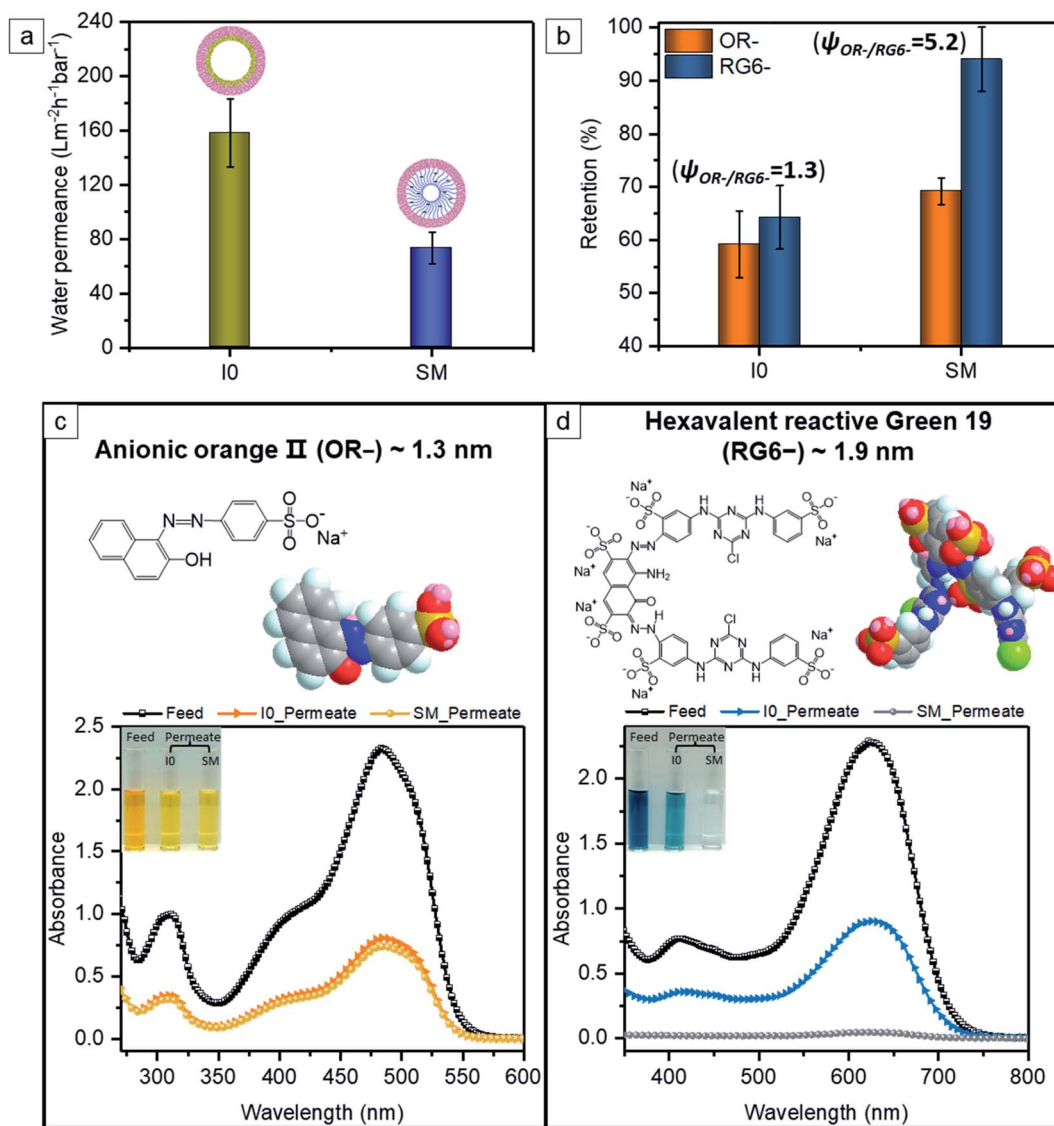 a
Water permeance (Lm⁻²h⁻¹bar⁻¹)
240
200
160
120
80
40
0
I0
SM
b
Retention (%)
100
90
80
70
60
50
40
OR-
RG6-
(ψOR-/RG6-=5.2)
(ψOR-/RG6-=1.3)
I0
SM
c
Anionic orange II (OR–) ~ 1.3 nm
N=N
S
O
O
O⁻
Na⁺
OH
Feed
I0_Permeate
SM_Permeate
Feed
Permeate
I0
SM
Absorbance
2.5
2.0
1.5
1.0
0.5
0.0
300 350 400 450 500 550 600
Wavelength (nm)
d
Hexavalent reactive Green 19
(RG6−) ~ 1.9 nm
Na⁺
Na⁺
Na⁺
Na⁺
Na⁺
Na⁺
Cl
NH₂
Cl
Feed
I0_Permeate
SM_Permeate
Feed
Permeate
I0
SM
Absorbance
2.0
1.5
1.0
0.5
0.0
400 500 600 700 800
Wavelength (nm)